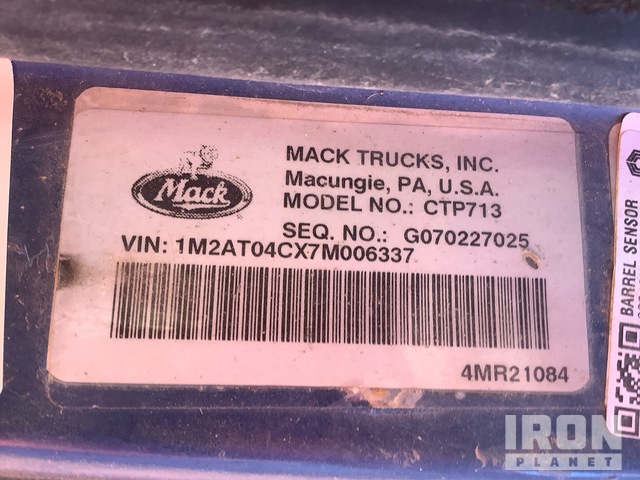 Mack
MACK TRUCKS, INC.
Macungie, PA, U.S.A.
MODEL NO.: CTP713
SEQ. NO.: G070227025
VIN: 1M2AT04CX7M006337
4MR21084
BARREL SENSOR
IRON
PLANET